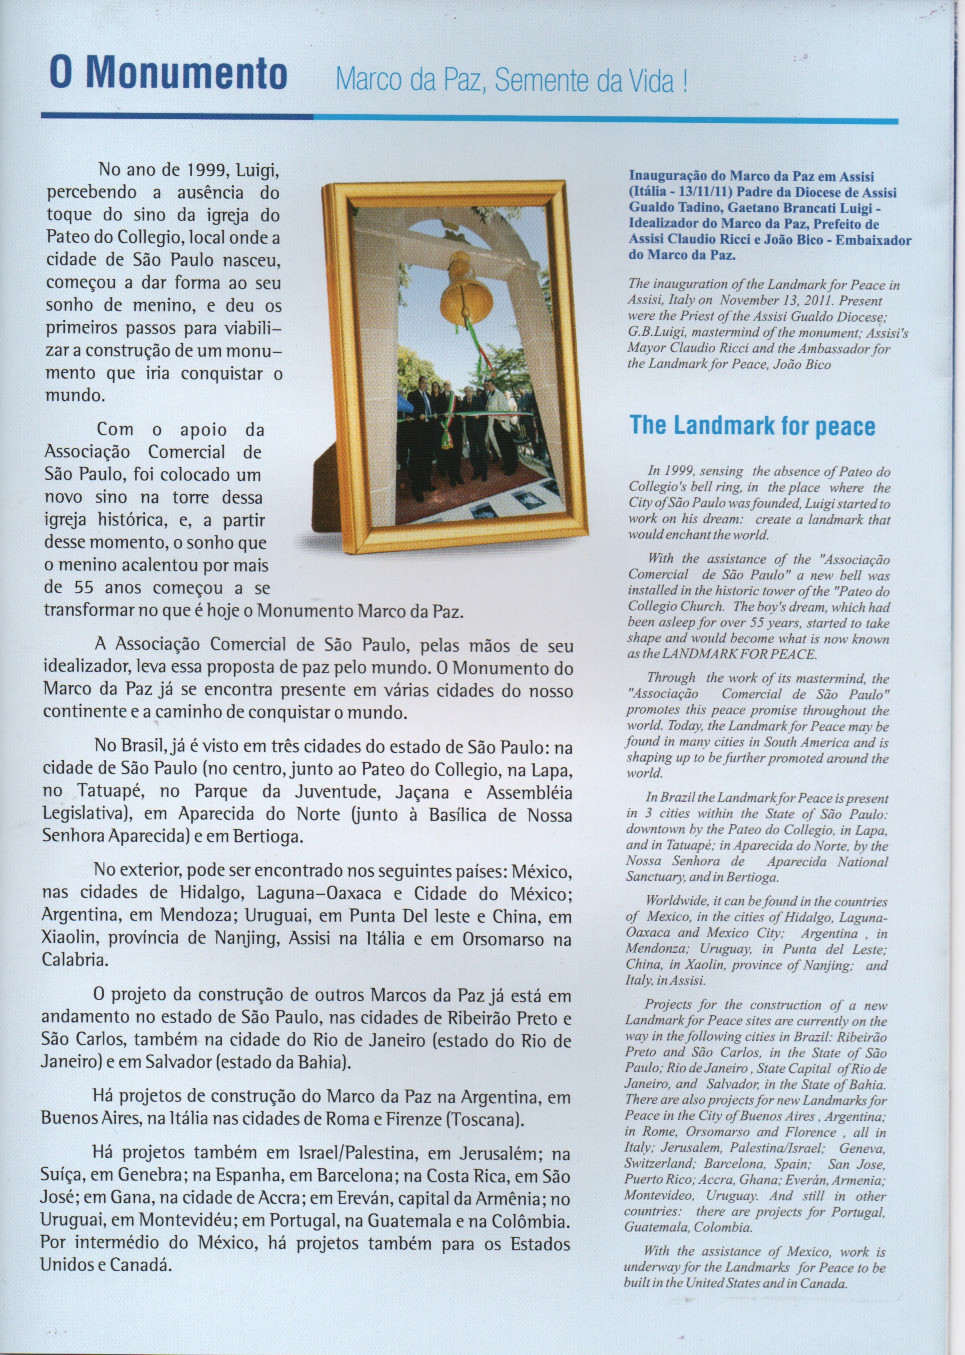 O Monumento
Marco da Paz, Semente da Vida !
No ano de 1999, Luigi,
percebendo a ausência do
toque do sino da igreja do
Pateo do Collegio, local onde a
cidade de São Paulo nasceu,
começou a dar forma ao seu
sonho de menino, e deu os
primeiros passos para viabili-
zar a construção de um monu-
mento que iria conquistar o
mundo.
Com o apoio da
Associação Comercial de
São Paulo, foi colocado um
novo sino na torre dessa
igreja histórica, e, a partir
desse momento, o sonho que
o menino acalentou por mais
de 55 anos começou a se
transformar no que é hoje o Monumento Marco da Paz.
A Associação Comercial de São Paulo, pelas mãos de seu
idealizador, leva essa proposta de paz pelo mundo. O Monumento do
Marco da Paz já se encontra presente em várias cidades do nosso
continente e a caminho de conquistar o mundo.
No Brasil, já é visto em três cidades do estado de São Paulo: na
cidade de São Paulo (no centro, junto ao Pateo do Collegio, na Lapa,
no Tatuapé, no Parque da Juventude, Jaçana e Assembléia
Legislativa), em Aparecida do Norte (junto à Basílica de Nossa
Senhora Aparecida) e em Bertioga.
No exterior, pode ser encontrado nos seguintes países: México,
nas cidades de Hidalgo, Laguna-Oaxaca e Cidade do México;
Argentina, em Mendoza; Uruguai, em Punta Del leste e China, em
Xiaolin, província de Nanjing, Assisi na Itália e em Orsomarso na
Calabria.
O projeto da construção de outros Marcos da Paz já está em
andamento no estado de São Paulo, nas cidades de Ribeirão Preto e
São Carlos, também na cidade do Rio de Janeiro (estado do Rio de
Janeiro) e em Salvador (estado da Bahia).
Há projetos de construção do Marco da Paz na Argentina, em
Buenos Aires, na Itália nas cidades de Roma e Firenze (Toscana).
Há projetos também em Israel/Palestina, em Jerusalém; na
Suíça, em Genebra; na Espanha, em Barcelona; na Costa Rica, em São
José; em Gana, na cidade de Accra; em Ereván, capital da Armênia; no
Uruguai, em Montevidéu; em Portugal, na Guatemala e na Colômbia.
Por intermédio do México, há projetos também para os Estados
Unidos e Canadá.
Inauguração do Marco da Paz em Assisi
(Itália - 13/11/11) Padre da Diocese de Assisi
Gualdo Tadino, Gaetano Brancati Luigi -
Idealizador do Marco da Paz, Prefeito de
Assisi Claudio Ricci e João Bico - Embaixador
do Marco da Paz.
The inauguration of the Landmark for Peace in
Assisi, Italy on November 13, 2011. Present
were the Priest of the Assisi Gualdo Diocese;
G.B.Luigi, mastermind of the monument; Assisi's
Mayor Claudio Ricci and the Ambassador for
the Landmark for Peace, João Bico
The Landmark for peace
In 1999, sensing the absence of Pateo do
Collegio's bell ring, in the place where the
City of São Paulo was founded, Luigi started to
work on his dream: create a landmark that
would enchant the world.
With the assistance of the "Associação
Comercial de São Paulo" a new bell was
installed in the historic tower of the "Pateo do
Collegio Church. The boy's dream, which had
been asleep for over 55 years, started to take
shape and would become what is now known
as the LANDMARK FOR PEACE.
Through the work of its mastermind, the
"Associação Comercial de São Paulo"
promotes this peace promise throughout the
world. Today, the Landmark for Peace may be
found in many cities in South America and is
shaping up to be further promoted around the
world.
In Brazil the Landmark for Peace is present
in 3 cities within the State of São Paulo:
downtown by the Pateo do Collegio, in Lapa,
and in Tatuapé; in Aparecida do Norte, by the
Nossa Senhora de Aparecida National
Sanctuary, and in Bertioga.
Worldwide, it can be found in the countries
of Mexico, in the cities of Hidalgo, Laguna-
Oaxaca and Mexico City; Argentina , in
Mendonza; Uruguay, in Punta del Leste;
China, in Xaolin, province of Nanjing; and
Italy, in Assisi.
Projects for the construction of a new
Landmark for Peace sites are currently on the
way in the following cities in Brazil: Ribeirão
Preto and São Carlos, in the State of São
Paulo; Rio de Janeiro , State Capital of Rio de
Janeiro, and Salvador, in the State of Bahia.
There are also projects for new Landmarks for
Peace in the City of Buenos Aires , Argentina;
in Rome, Orsomarso and Florence , all in
Italy; Jerusalem, Palestina/Israel; Geneva,
Switzerland; Barcelona, Spain; San Jose,
Puerto Rico; Accra, Ghana; Everán, Armenia;
Montevideo, Uruguay. And still in other
countries: there are projects for Portugal,
Guatemala, Colombia.
With the assistance of Mexico, work is
underway for the Landmarks for Peace to be
built in the United States and in Canada.